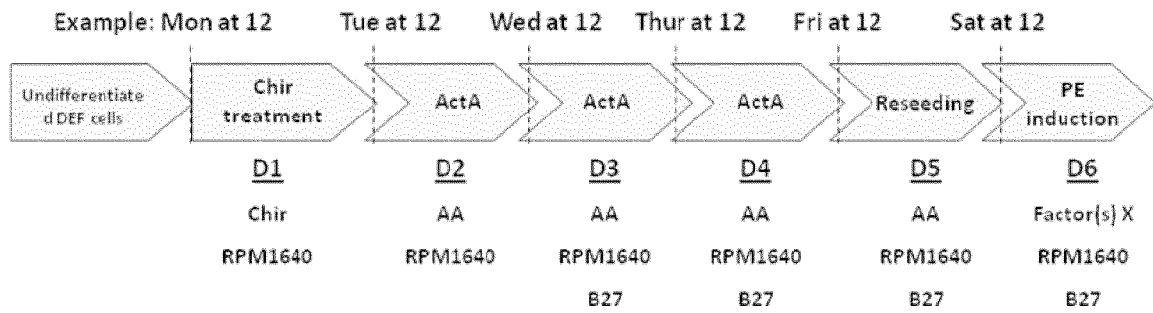 Example: Mon at 12 Tue at 12 Wed at 12 Thur at 12 Fri at 12 Sat at 12
Undifferentiate
d DEF cells
Chir
treatment
ActA
ActA
ActA
Reseeding
PE
induction
D1 D2 D3 D4 D5 D6
Chir AA AA AA AA Factor(s) X
RPM1640 RPM1640 RPM1640 RPM1640 RPM1640 RPM1640
B27 B27 B27 B27